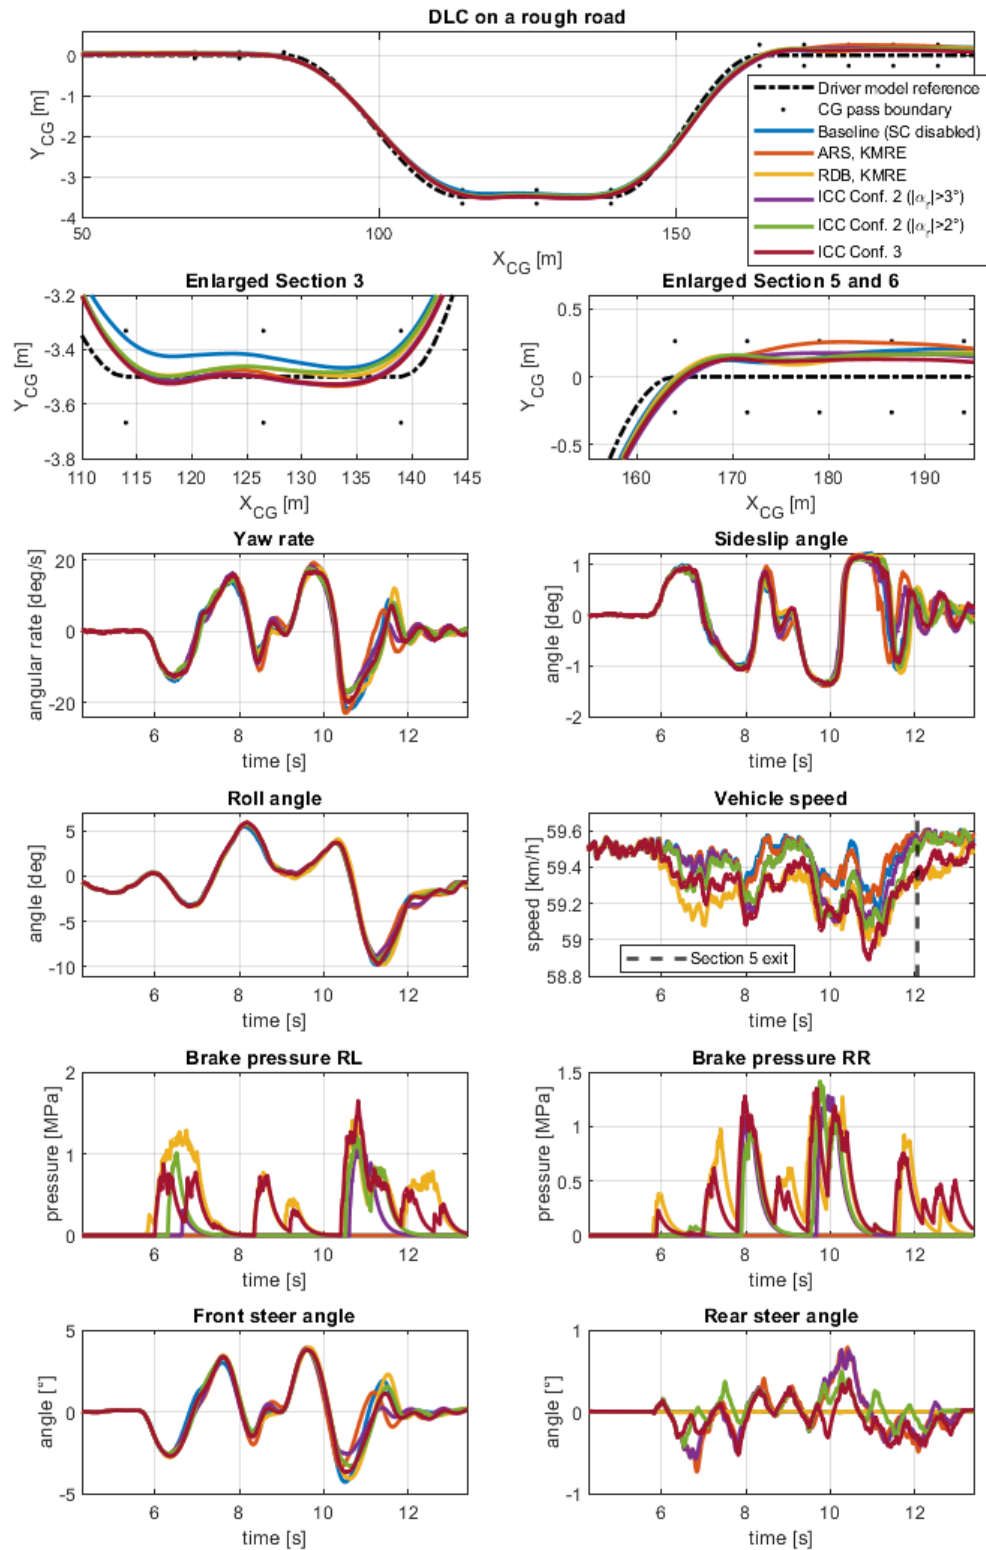 DLC on a rough road
Y_CG [m]
0
-1
-2
-3
-4
50
100
150
X_CG [m]
Driver model reference
CG pass boundary
Baseline (SC disabled)
ARS, KMRE
RDB, KMRE
ICC Conf. 2 (|α_r|>3°)
ICC Conf. 2 (|α_r|>2°)
ICC Conf. 3
Enlarged Section 3
Y_CG [m]
-3.2
-3.4
-3.6
-3.8
110 115 120 125 130 135 140 145
X_CG [m]
Enlarged Section 5 and 6
Y_CG [m]
0.5
0
-0.5
160 170 180 190
X_CG [m]
Yaw rate
angular rate [deg/s]
20
0
-20
6 8 10 12
time [s]
Sideslip angle
angle [deg]
1
0
-1
-2
6 8 10 12
time [s]
Roll angle
angle [deg]
5
0
-5
-10
6 8 10 12
time [s]
Vehicle speed
speed [km/h]
59.6
59.4
59.2
59
58.8
Section 5 exit
6 8 10 12
time [s]
Brake pressure RL
pressure [MPa]
2
1
0
6 8 10 12
time [s]
Brake pressure RR
pressure [MPa]
1.5
1
0.5
0
6 8 10 12
time [s]
Front steer angle
angle [°]
5
0
-5
6 8 10 12
time [s]
Rear steer angle
angle [°]
1
0
-1
6 8 10 12
time [s]